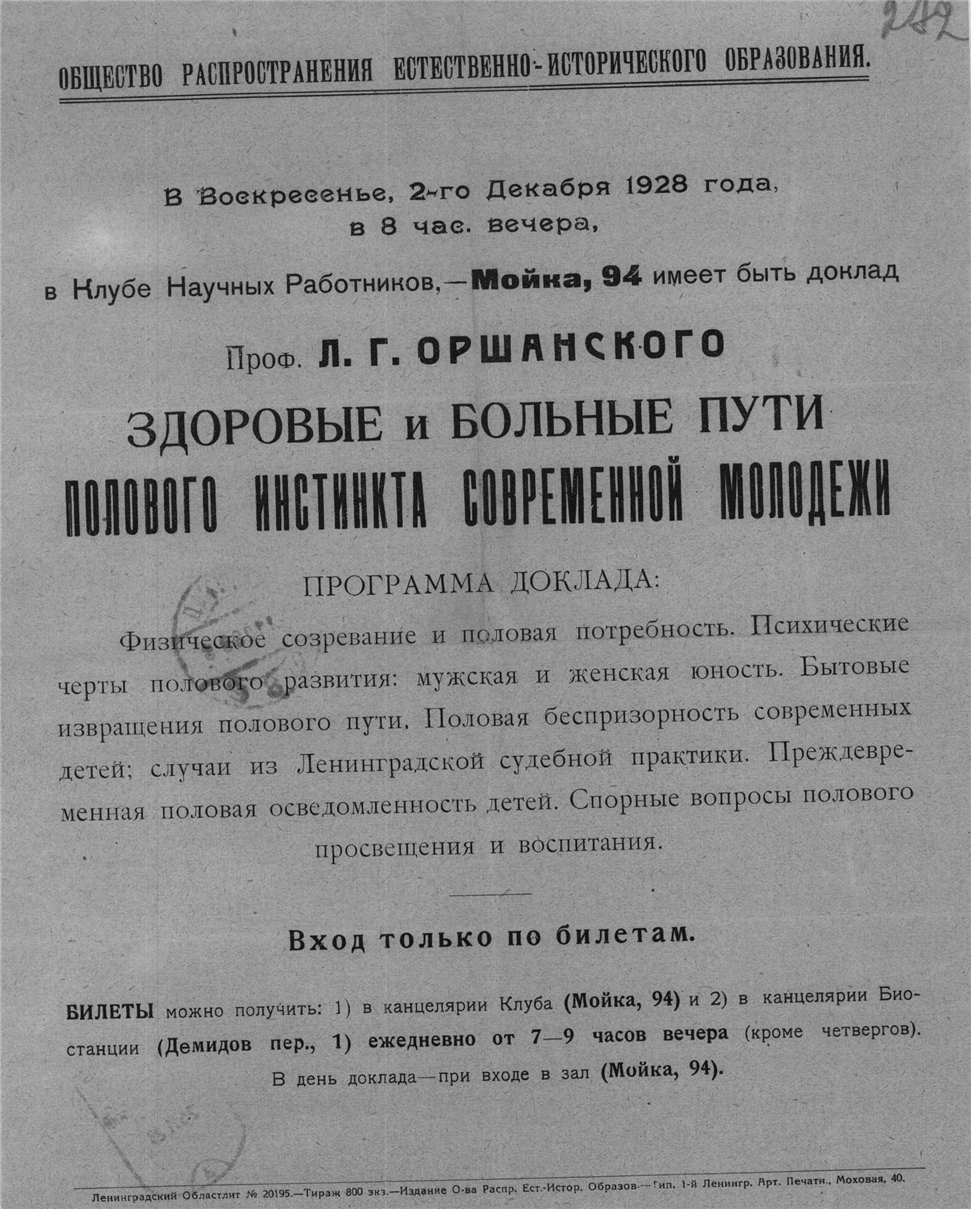 282
ОБЩЕСТВО РАСПРОСТРАНЕНИЯ ЕСТЕСТВЕННО-ИСТОРИЧЕСКОГО ОБРАЗОВАНИЯ.
В Воскресенье, 2-го Декабря 1928 года,
в 8 час. вечера,
в Клубе Научных Работников,—Мойка, 94 имеет быть доклад
Проф. Л. Г. ОРШАНСКОГО
ЗДОРОВЫЕ и БОЛЬНЫЕ ПУТИ
ПОЛОВОГО ИНСТИНКТА СОВРЕМЕННОЙ МОЛОДЕЖИ
ПРОГРАММА ДОКЛАДА:
Физическое созревание и половая потребность. Психические
черты полового развития: мужская и женская юность. Бытовые
извращения полового пути. Половая беспризорность современных
детей; случаи из Ленинградской судебной практики. Преждевре-
менная половая осведомленность детей. Спорные вопросы полового
просвещения и воспитания.
Вход только по билетам.
БИЛЕТЫ можно получить: 1) в канцелярии Клуба (Мойка, 94) и 2) в канцелярии Био-
станции (Демидов пер., 1) ежедневно от 7—9 часов вечера (кроме четвергов).
В день доклада—при входе в зал (Мойка, 94).
Ленинградский Областлит № 20195.—Тираж 800 экз.—Издание О-ва Распр. Ест.-Истор. Образов.—Тип. 1-й Ленингр. Арт. Печатн., Моховая, 40.